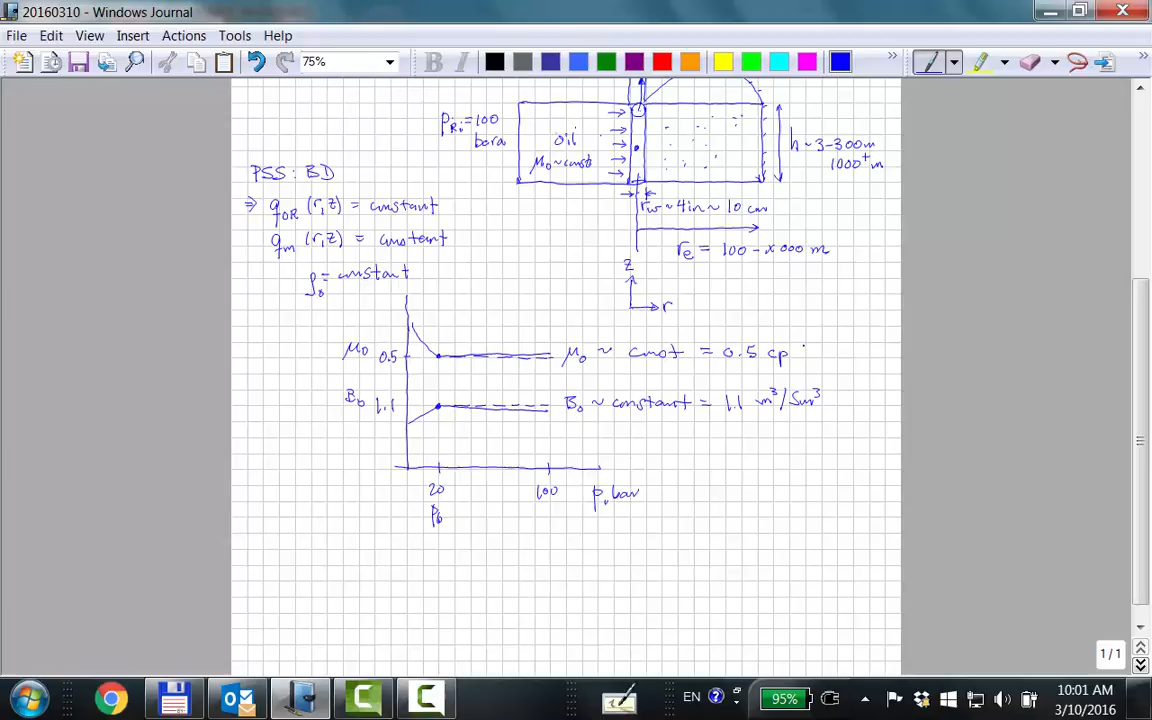 20160310 - Windows Journal
File Edit View Insert Actions Tools Help
75%
B I
pRi = 100
bara
oil
μo ~ const
h ~ 3-300 m
1000+ m
PSS: BD
⇒ qoR (r,z) = constant
qm (r,z) = constant
ρo = constant
rw ~ 4 in ~ 10 cm
re = 100 - x000 m
z
r
μo 0.5
μo ~ const = 0.5 cp
Bo 1.1
Bo ~ constant = 1.1 m³/Sm³
20
100
p, bar
pb
1/1
EN
95%
10:01 AM
3/10/2016